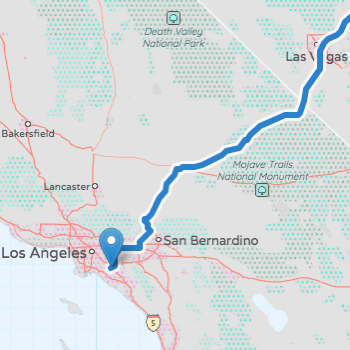 Death Valley
National Park
Las Vegas
Bakersfield
Mojave Trails
National Monument
Lancaster
San Bernardino
Los Angeles
5